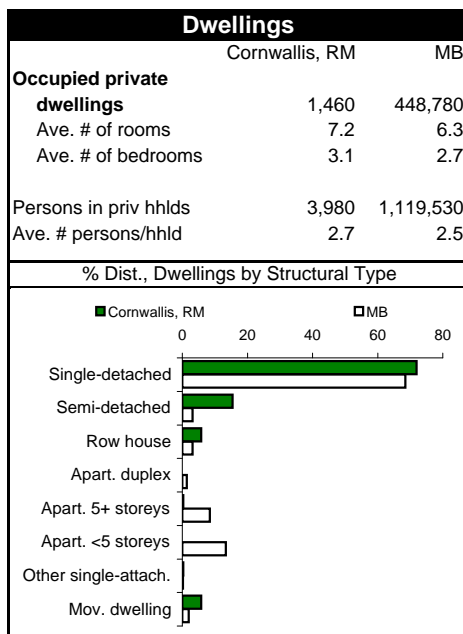 Dwellings
Cornwallis, RM MB
Occupied private
dwellings 1,460 448,780
Ave. # of rooms 7.2 6.3
Ave. # of bedrooms 3.1 2.7
Persons in priv hhlds 3,980 1,119,530
Ave. # persons/hhld 2.7 2.5
% Dist., Dwellings by Structural Type
Cornwallis, RM MB
0 20 40 60 80
Single-detached
Semi-detached
Row house
Apart. duplex
Apart. 5+ storeys
Apart. <5 storeys
Other single-attach.
Mov. dwelling